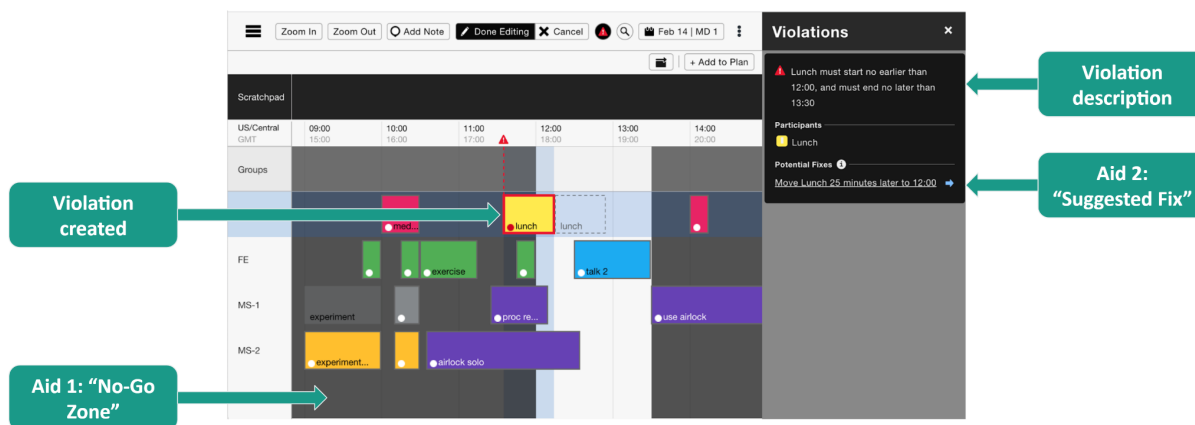 Zoom In
Zoom Out
Add Note
Done Editing
Cancel
Feb 14 | MD 1
+ Add to Plan
Scratchpad
US/Central
GMT
09:00
15:00
10:00
16:00
11:00
17:00
12:00
18:00
13:00
19:00
14:00
20:00
Groups
med...
lunch
lunch
FE
exercise
talk 2
MS-1
experiment
proc re...
use airlock
MS-2
experiment...
airlock solo
Violations
Lunch must start no earlier than
12:00, and must end no later than
13:30
Participants
Lunch
Potential Fixes
Move Lunch 25 minutes later to 12:00
Violation
description
Aid 2:
“Suggested Fix”
Violation
created
Aid 1: “No-Go
Zone”